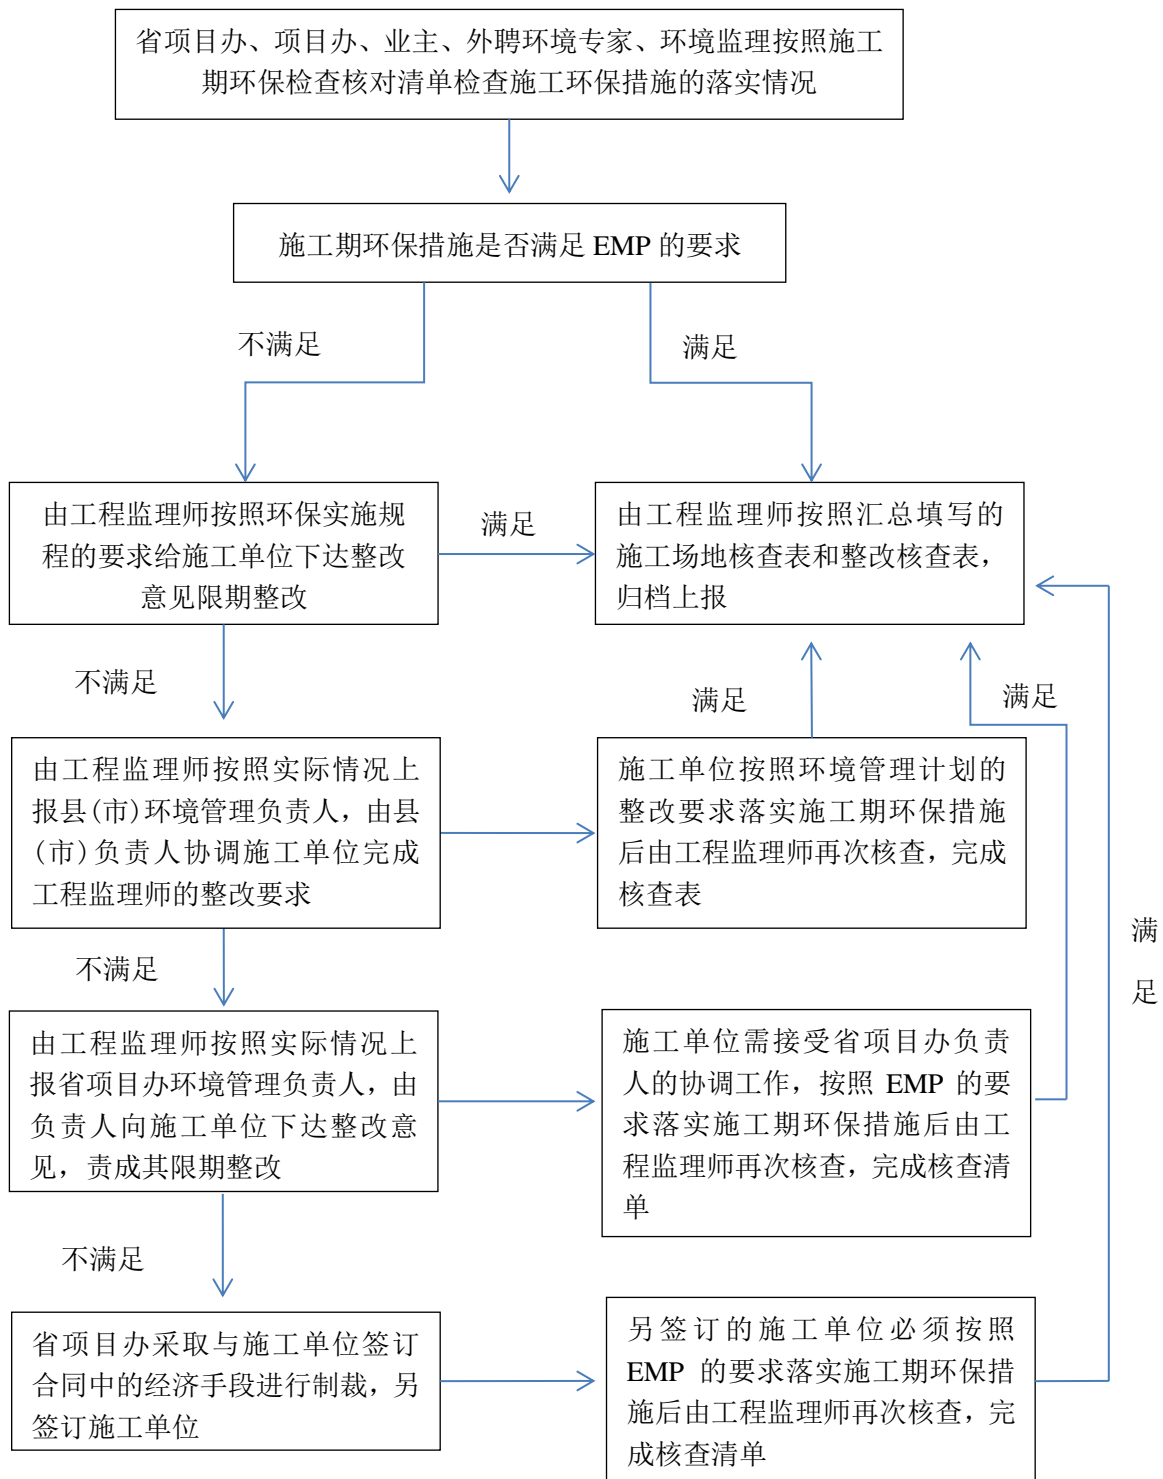 省项目办、项目办、业主、外聘环境专家、环境监理按照施工
期环保检查核对清单检查施工环保措施的落实情况
施工期环保措施是否满足 EMP 的要求
不满足
满足
由工程监理师按照环保实施规
程的要求给施工单位下达整改
意见限期整改
满足
由工程监理师按照汇总填写的
施工场地核查表和整改核查表，
归档上报
不满足
满足
满足
由工程监理师按照实际情况上
报县(市)环境管理负责人，由县
(市)负责人协调施工单位完成
工程监理师的整改要求
施工单位按照环境管理计划的
整改要求落实施工期环保措施
后由工程监理师再次核查，完成
核查表
满
足
不满足
由工程监理师按照实际情况上
报省项目办环境管理负责人，由
负责人向施工单位下达整改意
见，责成其限期整改
施工单位需接受省项目办负责
人的协调工作，按照 EMP 的要
求落实施工期环保措施后由工
程监理师再次核查，完成核查清
单
不满足
省项目办采取与施工单位签订
合同中的经济手段进行制裁，另
签订施工单位
另签订的施工单位必须按照
EMP 的要求落实施工期环保措
施后由工程监理师再次核查，完
成核查清单